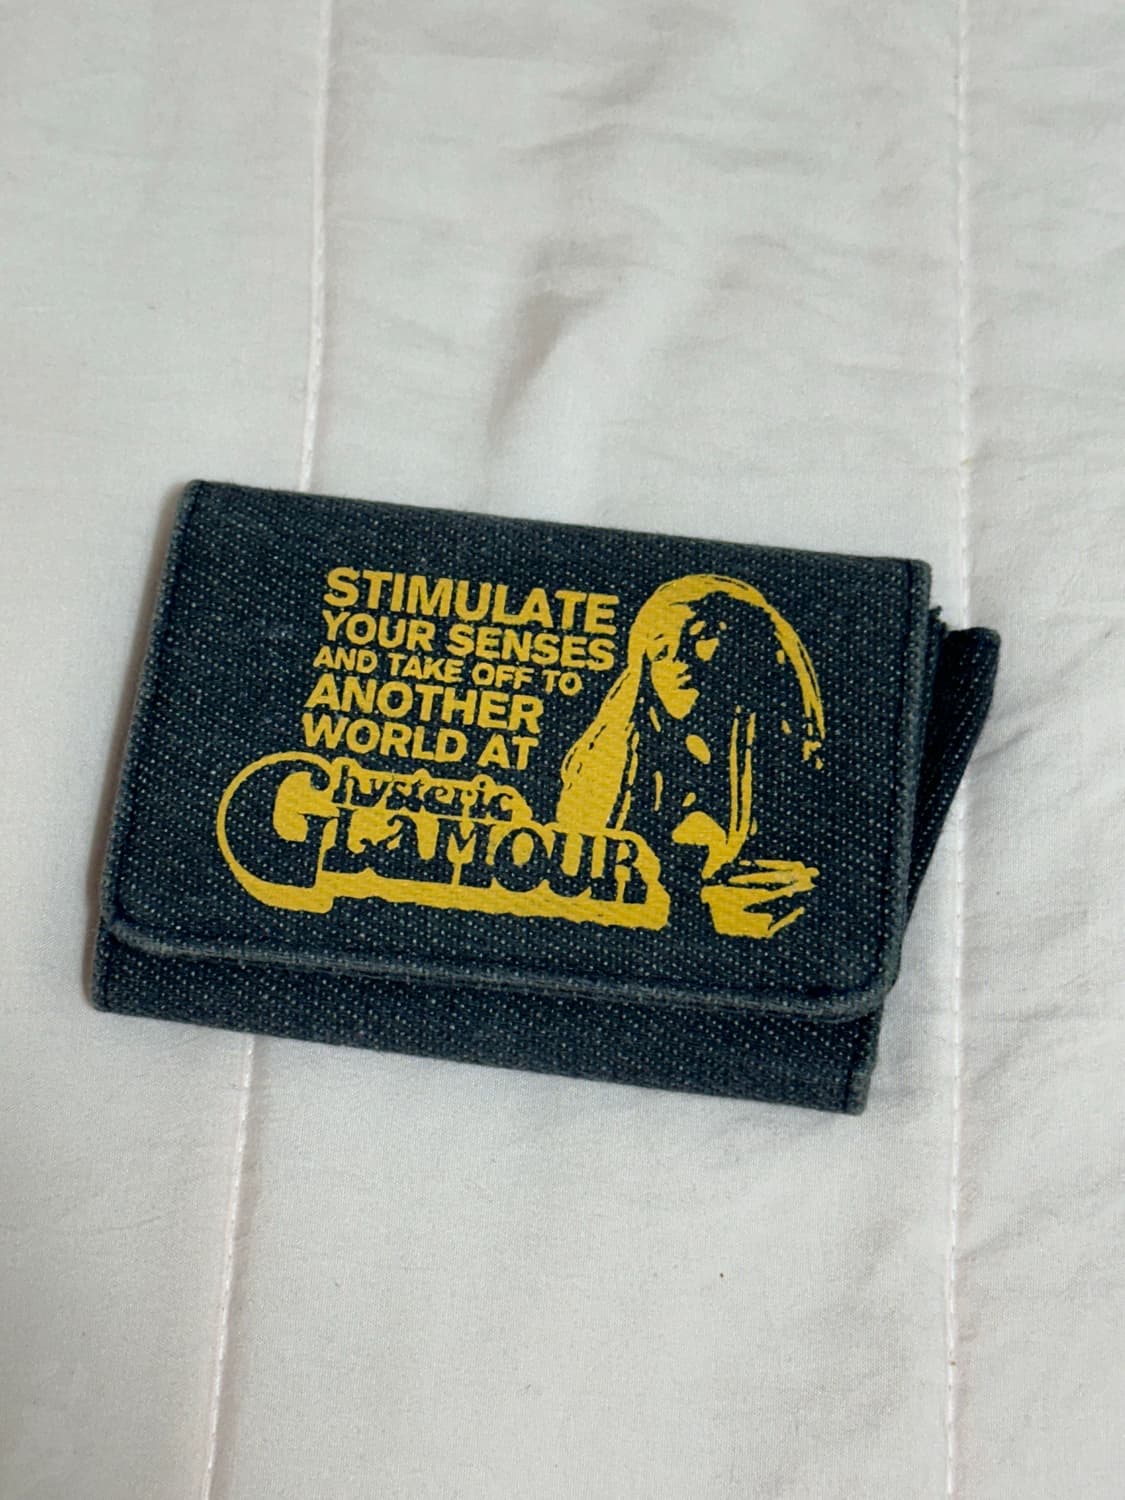 STIMULATE
YOUR SENSES
AND TAKE OFF TO
ANOTHER
WORLD AT
hysteric
GLAMOUR